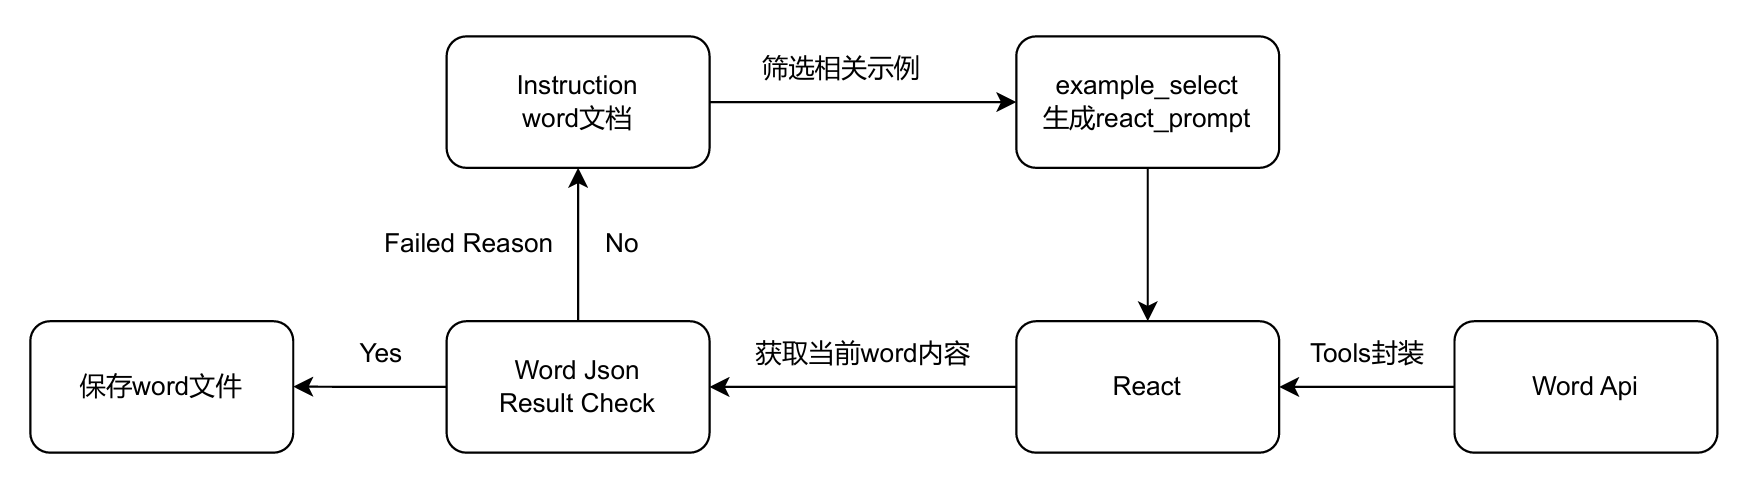 Instruction
word文档
筛选相关示例
example_select
生成react_prompt
Failed Reason
No
保存word文件
Yes
Word Json
Result Check
获取当前word内容
React
Tools封装
Word Api